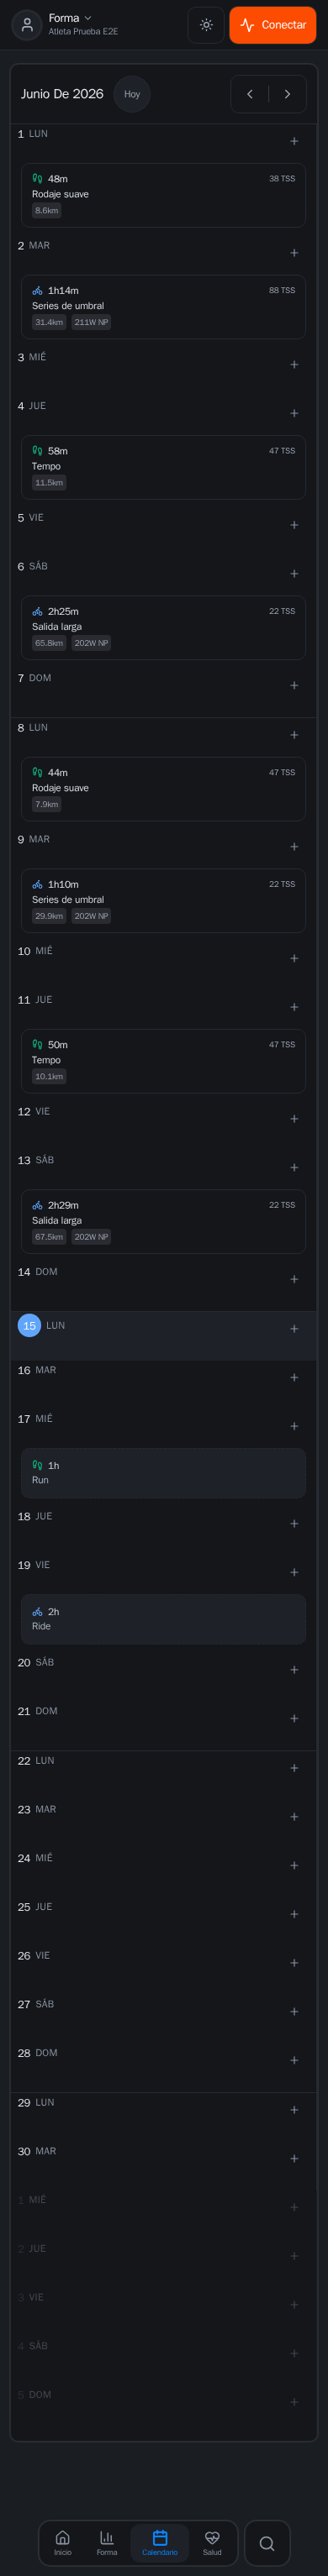 Forma
Atleta Prueba E2E
Conectar
Junio De 2026
Hoy
1 LUN
48m
38 TSS
Rodaje suave
8.6km
2 MAR
1h14m
88 TSS
Series de umbral
31.4km 211W NP
3 MIÉ
4 JUE
58m
47 TSS
Tempo
11.5km
5 VIE
6 SÁB
2h25m
22 TSS
Salida larga
65.8km 202W NP
7 DOM
8 LUN
44m
47 TSS
Rodaje suave
7.9km
9 MAR
1h10m
22 TSS
Series de umbral
29.9km 202W NP
10 MIÉ
11 JUE
50m
47 TSS
Tempo
10.1km
12 VIE
13 SÁB
2h29m
22 TSS
Salida larga
67.5km 202W NP
14 DOM
15 LUN
16 MAR
17 MIÉ
1h
Run
18 JUE
19 VIE
2h
Ride
20 SÁB
21 DOM
22 LUN
23 MAR
24 MIÉ
25 JUE
26 VIE
27 SÁB
28 DOM
29 LUN
30 MAR
1 MIÉ
2 JUE
3 VIE
4 SÁB
5 DOM
Inicio
Forma
Calendario
Salud